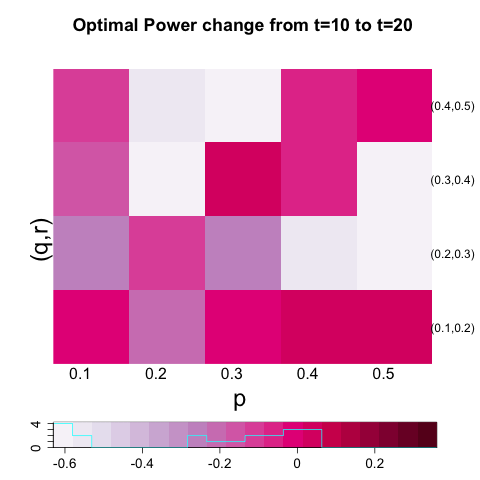 Optimal Power change from t=10 to t=20
(0.4,0.5)
(0.3,0.4)
(0.2,0.3)
(0.1,0.2)
(q,r)
0.1 0.2 0.3 0.4 0.5
p
0 4
-0.6 -0.4 -0.2 0 0.2